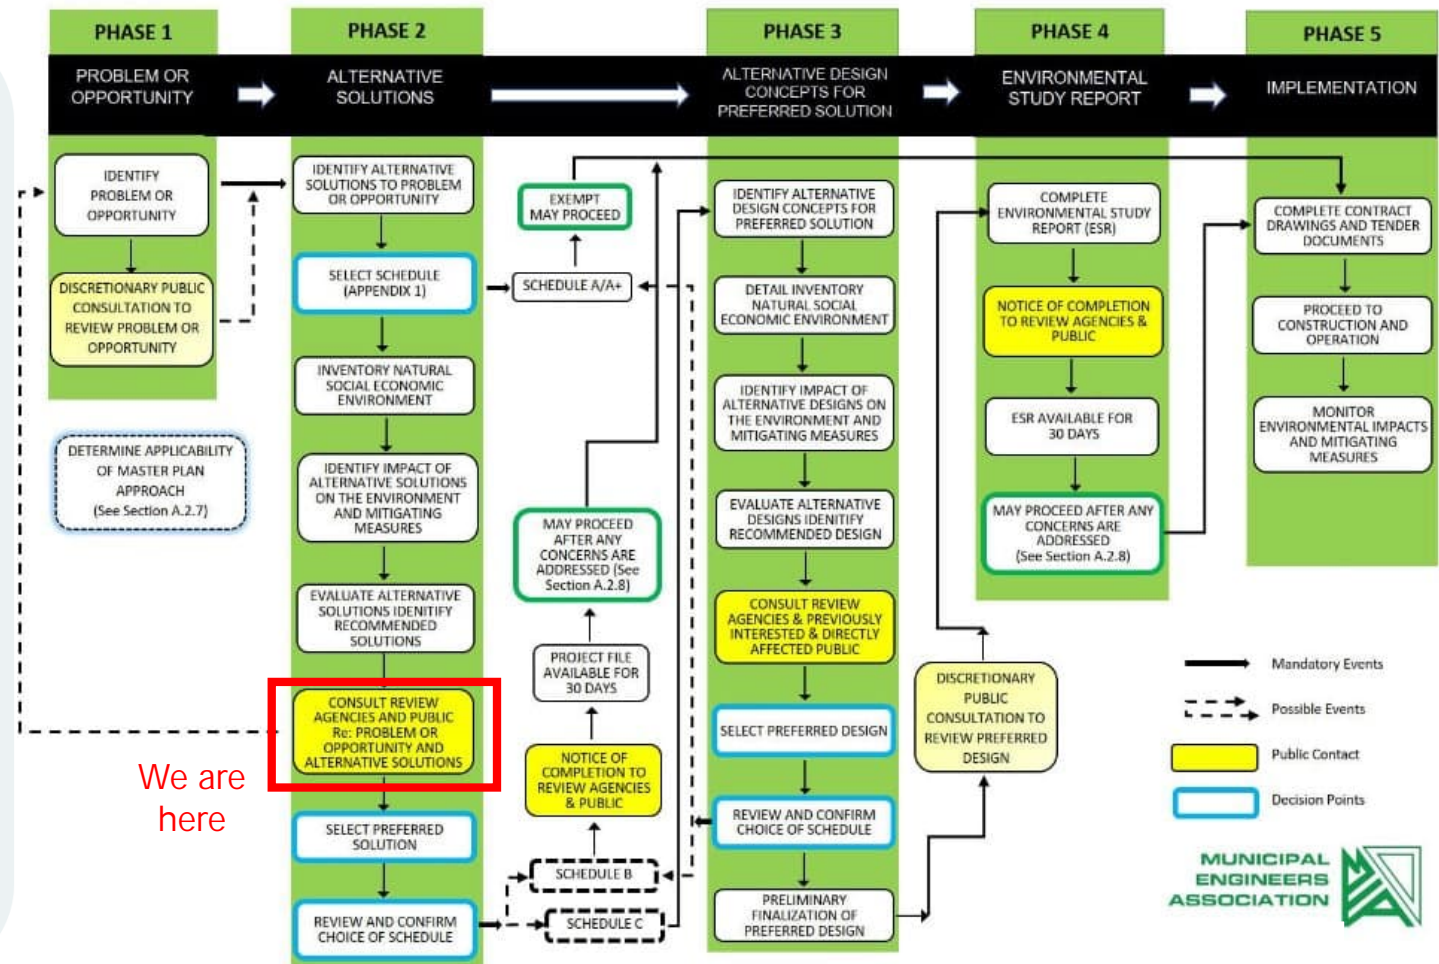 PHASE 1
PROBLEM OR
OPPORTUNITY
IDENTIFY
PROBLEM OR
OPPORTUNITY
DISCRETIONARY PUBLIC
CONSULTATION TO
REVIEW PROBLEM OR
OPPORTUNITY
DETERMINE APPLICABILITY
OF MASTER PLAN
APPROACH
(See Section A.2.7)
PHASE 2
ALTERNATIVE
SOLUTIONS
IDENTIFY ALTERNATIVE
SOLUTIONS TO PROBLEM
OR OPPORTUNITY
SELECT SCHEDULE
(APPENDIX 1)
INVENTORY NATURAL
SOCIAL ECONOMIC
ENVIRONMENT
IDENTIFY IMPACT OF
ALTERNATIVE SOLUTIONS
ON THE ENVIRONMENT
AND MITIGATING
MEASURES
EVALUATE ALTERNATIVE
SOLUTIONS IDENTIFY
RECOMMENDED
SOLUTIONS
CONSULT REVIEW
AGENCIES AND PUBLIC
Re: PROBLEM OR
OPPORTUNITY AND
ALTERNATIVE SOLUTIONS
We are
here
SELECT PREFERRED
SOLUTION
REVIEW AND CONFIRM
CHOICE OF SCHEDULE
EXEMPT
MAY PROCEED
SCHEDULE A/A+
MAY PROCEED
AFTER ANY
CONCERNS ARE
ADDRESSED (See
Section A.2.8)
PROJECT FILE
AVAILABLE FOR
30 DAYS
NOTICE OF
COMPLETION TO
REVIEW AGENCIES
& PUBLIC
SCHEDULE B
SCHEDULE C
PHASE 3
ALTERNATIVE DESIGN
CONCEPTS FOR
PREFERRED SOLUTION
IDENTIFY ALTERNATIVE
DESIGN CONCEPTS FOR
PREFERRED SOLUTION
DETAIL INVENTORY
NATURAL SOCIAL
ECONOMIC ENVIRONMENT
IDENTIFY IMPACT OF
ALTERNATIVE DESIGNS ON
THE ENVIRONMENT AND
MITIGATING MEASURES
EVALUATE ALTERNATIVE
DESIGNS IDEINTIFY
RECOMMENDED DESIGN
CONSULT REVIEW
AGENCIES & PREVIOUSLY
INTERESTED & DIRECTLY
AFFECTED PUBLIC
SELECT PREFERRED DESIGN
REVIEW AND CONFIRM
CHOICE OF SCHEDULE
PRELIMINARY
FINALIZATION OF
PREFERRED DESIGN
DISCRETIONARY
PUBLIC
CONSULTATION TO
REVIEW PREFERRED
DESIGN
PHASE 4
ENVIRONMENTAL
STUDY REPORT
COMPLETE
ENVIRONMENTAL STUDY
REPORT (ESR)
NOTICE OF COMPLETION
TO REVIEW AGENCIES &
PUBLIC
ESR AVAILABLE FOR
30 DAYS
MAY PROCEED AFTER ANY
CONCERNS ARE
ADDRESSED
(See Section A.2.8)
PHASE 5
IMPLEMENTATION
COMPLETE CONTRACT
DRAWINGS AND TENDER
DOCUMENTS
PROCEED TO
CONSTRUCTION AND
OPERATION
MONITOR
ENVIRONMENTAL IMPACTS
AND MITIGATING
MEASURES
Mandatory Events
Possible Events
Public Contact
Decision Points
MUNICIPAL
ENGINEERS
ASSOCIATION